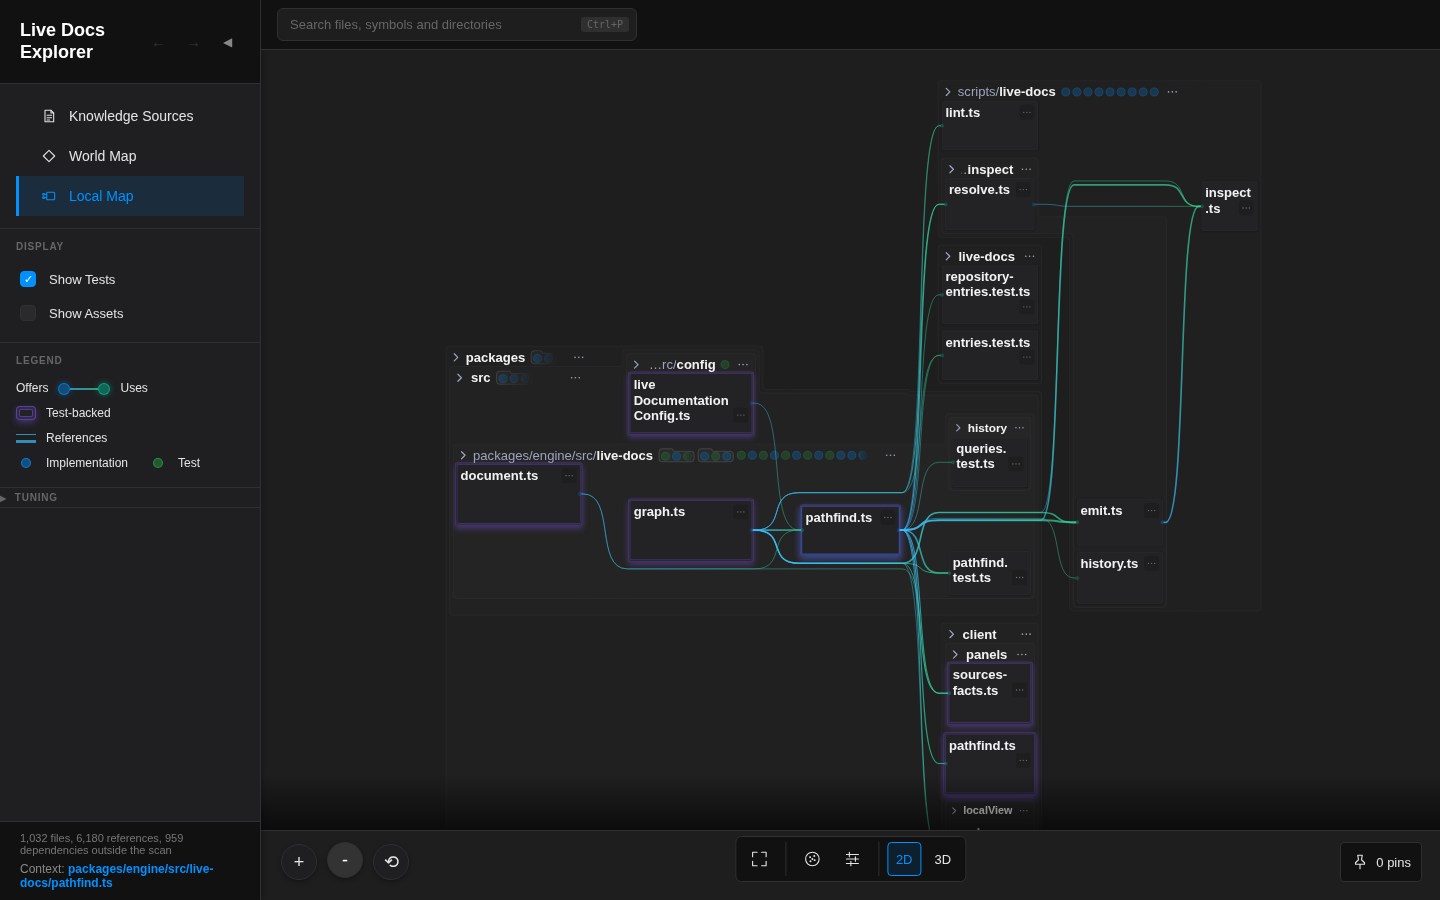 Live Docs
Explorer
← → ◀
Search files, symbols and directories
Ctrl+P
Knowledge Sources
World Map
Local Map
DISPLAY
✓ Show Tests
Show Assets
LEGEND
Offers Uses
Test-backed
References
Implementation Test
▶ TUNING
1,032 files, 6,180 references, 959
dependencies outside the scan
Context: packages/engine/src/live-
docs/pathfind.ts
scripts/live-docs ...
lint.ts ...
...inspect ...
resolve.ts ...
inspect
.ts ...
live-docs ...
repository-
entries.test.ts
...
entries.test.ts
...
packages ...
src ...
…rc/config ...
live
Documentation
Config.ts ...
packages/engine/src/live-docs ...
document.ts ...
graph.ts ...
pathfind.ts ...
history ...
queries.
test.ts ...
emit.ts ...
history.ts ...
pathfind.
test.ts ...
client ...
panels ...
sources-
facts.ts ...
pathfind.ts
...
localView ...
+ - ⟲
2D 3D
0 pins